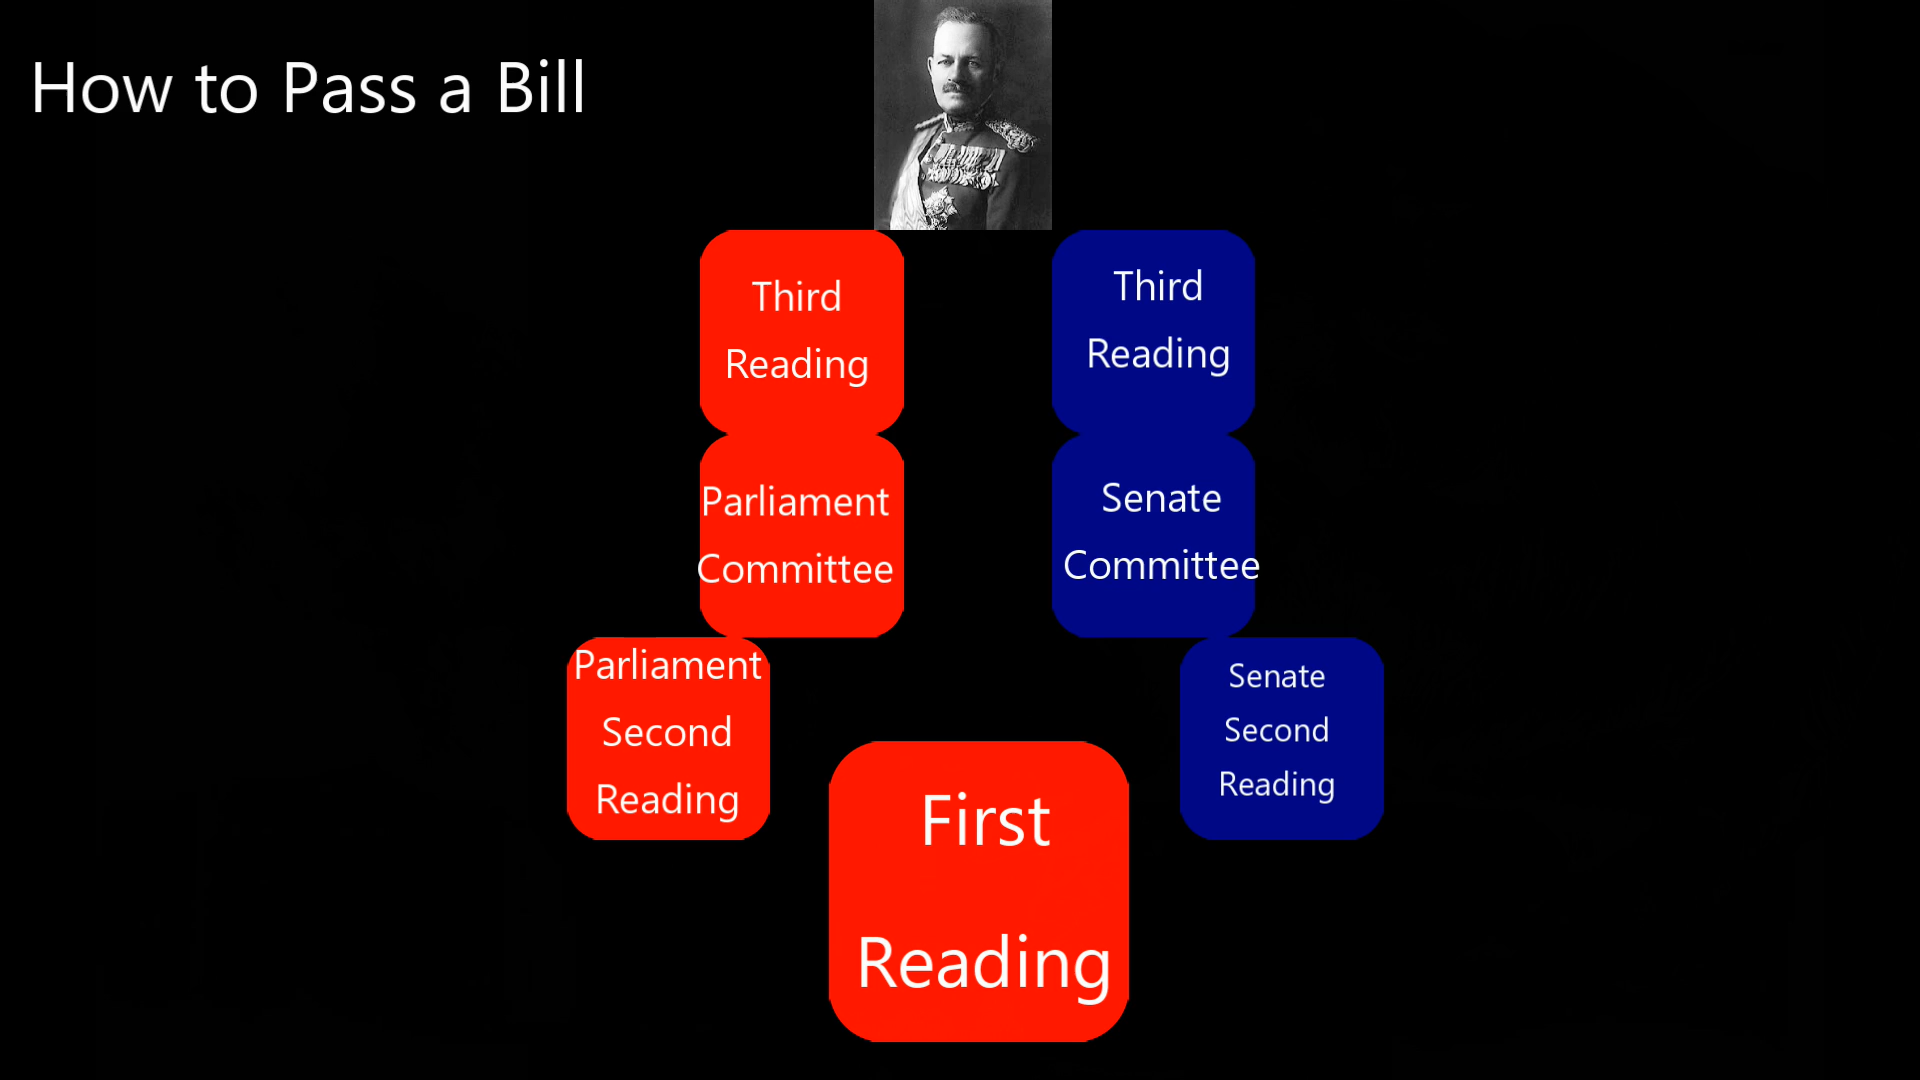 How to Pass a Bill
Third
Reading
Third
Reading
Parliament
Committee
Senate
Committee
Parliament
Second
Reading
Senate
Second
Reading
First
Reading